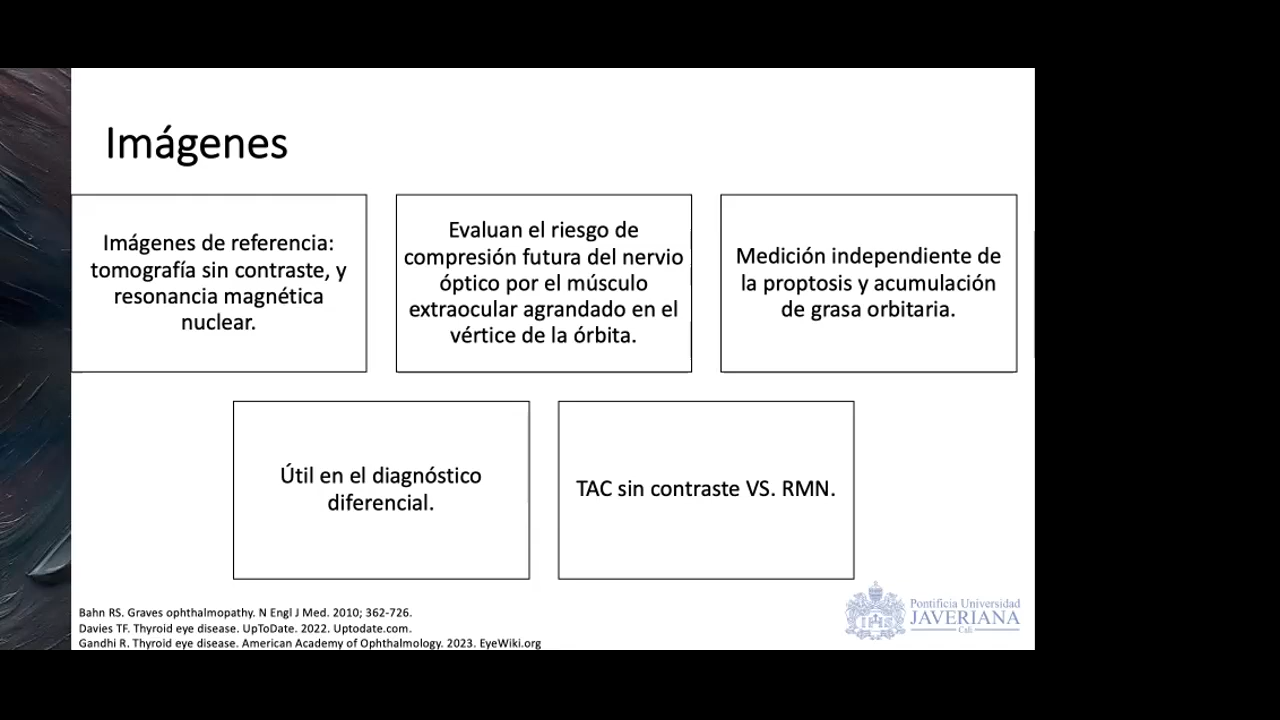 Imágenes
Imágenes de referencia:
tomografía sin contraste, y
resonancia magnética
nuclear.
Evaluan el riesgo de
compresión futura del nervio
óptico por el músculo
extraocular agrandado en el
vértice de la órbita.
Medición independiente de
la proptosis y acumulación
de grasa orbitaria.
Útil en el diagnóstico
diferencial.
TAC sin contraste VS. RMN.
Bahn RS. Graves ophthalmopathy. N Engl J Med. 2010; 362-726.
Davies TF. Thyroid eye disease. UpToDate. 2022. Uptodate.com.
Gandhi R. Thyroid eye disease. American Academy of Ophthalmology. 2023. EyeWiki.org
IHS
Pontificia Universidad
JAVERIANA
Cali